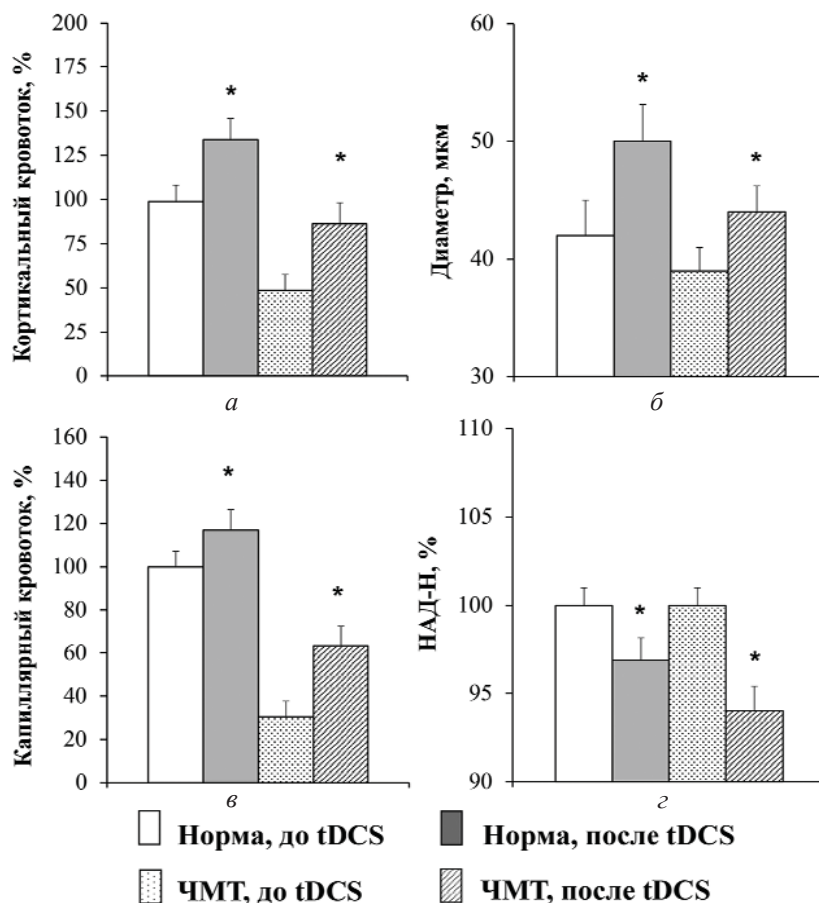 Кортикальный кровоток, %
200
175
150
125
100
75
50
25
0
*
*
а
Диаметр, мкм
60
50
40
30
*
*
б
Капиллярный кровоток, %
160
140
120
100
80
60
40
20
0
*
*
в
НАД-Н, %
110
105
100
95
90
*
*
г
Норма, до tDCS
Норма, после tDCS
ЧМТ, до tDCS
ЧМТ, после tDCS